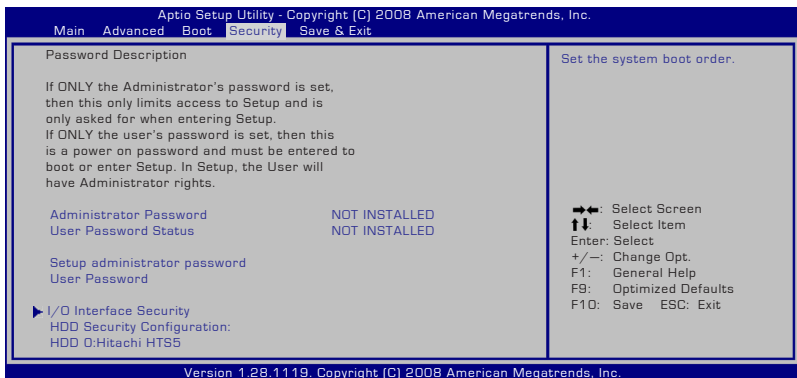 Aptio Setup Utility - Copyright (C) 2008 American Megatrends, Inc.
Main Advanced Boot Security Save & Exit
Password Description
If ONLY the Administrator's password is set,
then this only limits access to Setup and is
only asked for when entering Setup.
If ONLY the user's password is set, then this
is a power on password and must be entered to
boot or enter Setup. In Setup, the User will
have Administrator rights.
Administrator Password NOT INSTALLED
User Password Status NOT INSTALLED
Setup administrator password
User Password
I/O Interface Security
HDD Security Configuration:
HDD 0:Hitachi HTS5
Set the system boot order.
→←: Select Screen
↑↓: Select Item
Enter: Select
+/—: Change Opt.
F1: General Help
F9: Optimized Defaults
F10: Save ESC: Exit
Version 1.28.1119. Copyright (C) 2008 American Megatrends, Inc.